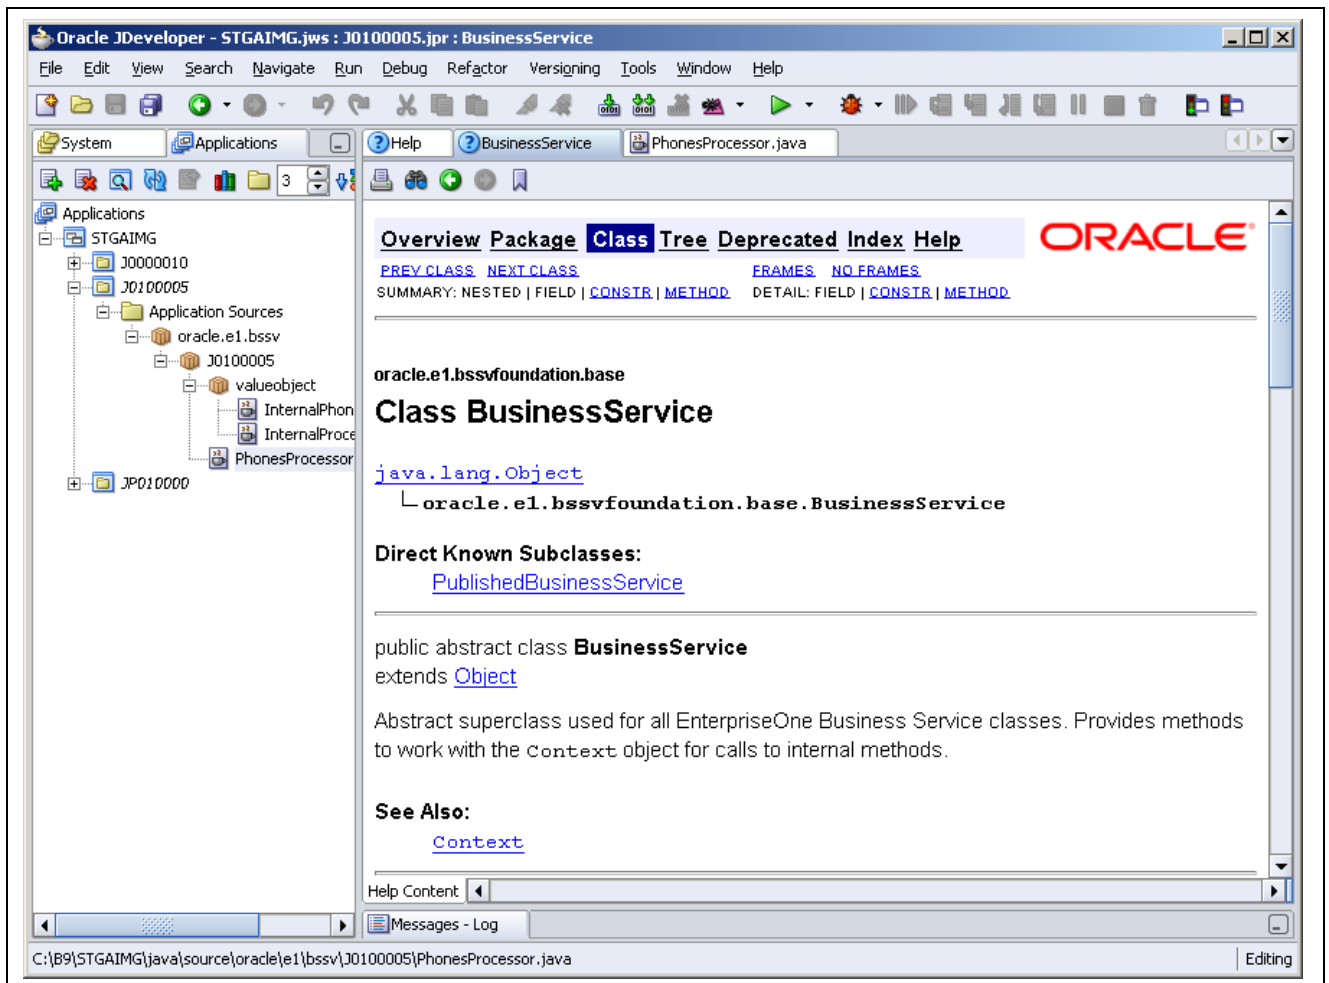 Oracle JDeveloper - STGAIMG.jws : J0100005.jpr : BusinessService
File Edit View Search Navigate Run Debug Refactor Versioning Tools Window Help
System Applications Help BusinessService PhonesProcessor.java
3
Applications
STGAIMG
J0000010
J0100005
Application Sources
oracle.e1.bssv
J0100005
valueobject
InternalPhon
InternalProce
PhonesProcessor
JP010000
Overview Package Class Tree Deprecated Index Help
ORACLE
PREV CLASS NEXT CLASS FRAMES NO FRAMES
SUMMARY: NESTED | FIELD | CONSTR | METHOD DETAIL: FIELD | CONSTR | METHOD
oracle.e1.bssvfoundation.base
Class BusinessService
java.lang.Object
oracle.e1.bssvfoundation.base.BusinessService
Direct Known Subclasses:
PublishedBusinessService
public abstract class BusinessService
extends Object
Abstract superclass used for all EnterpriseOne Business Service classes. Provides methods
to work with the Context object for calls to internal methods.
See Also:
Context
Help Content
Messages - Log
C:\B9\STGAIMG\java\source\oracle\e1\bssv\J0100005\PhonesProcessor.java Editing